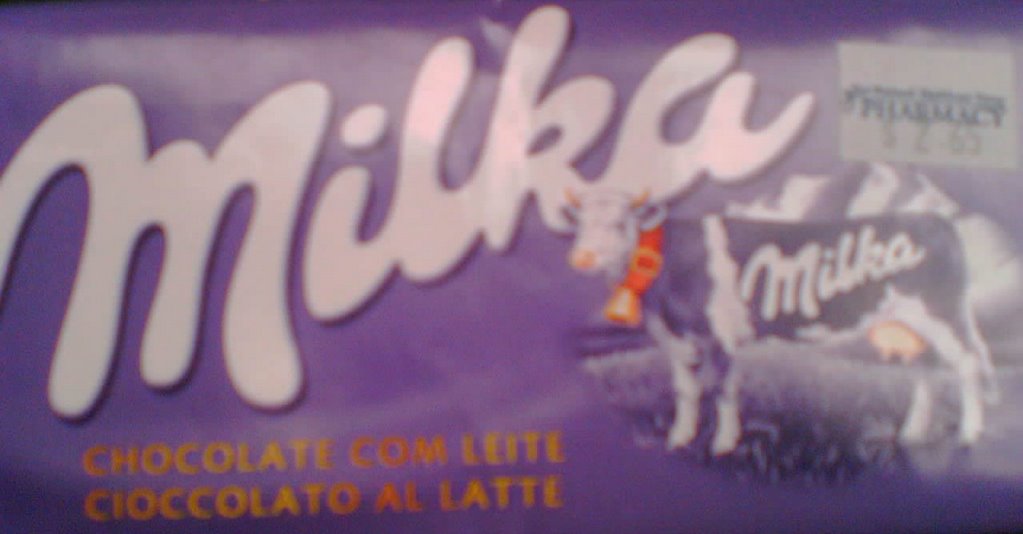 Milka
PHARMACY
Milka
CHOCOLATE COM LEITE
CIOCCOLATO AL LATTE